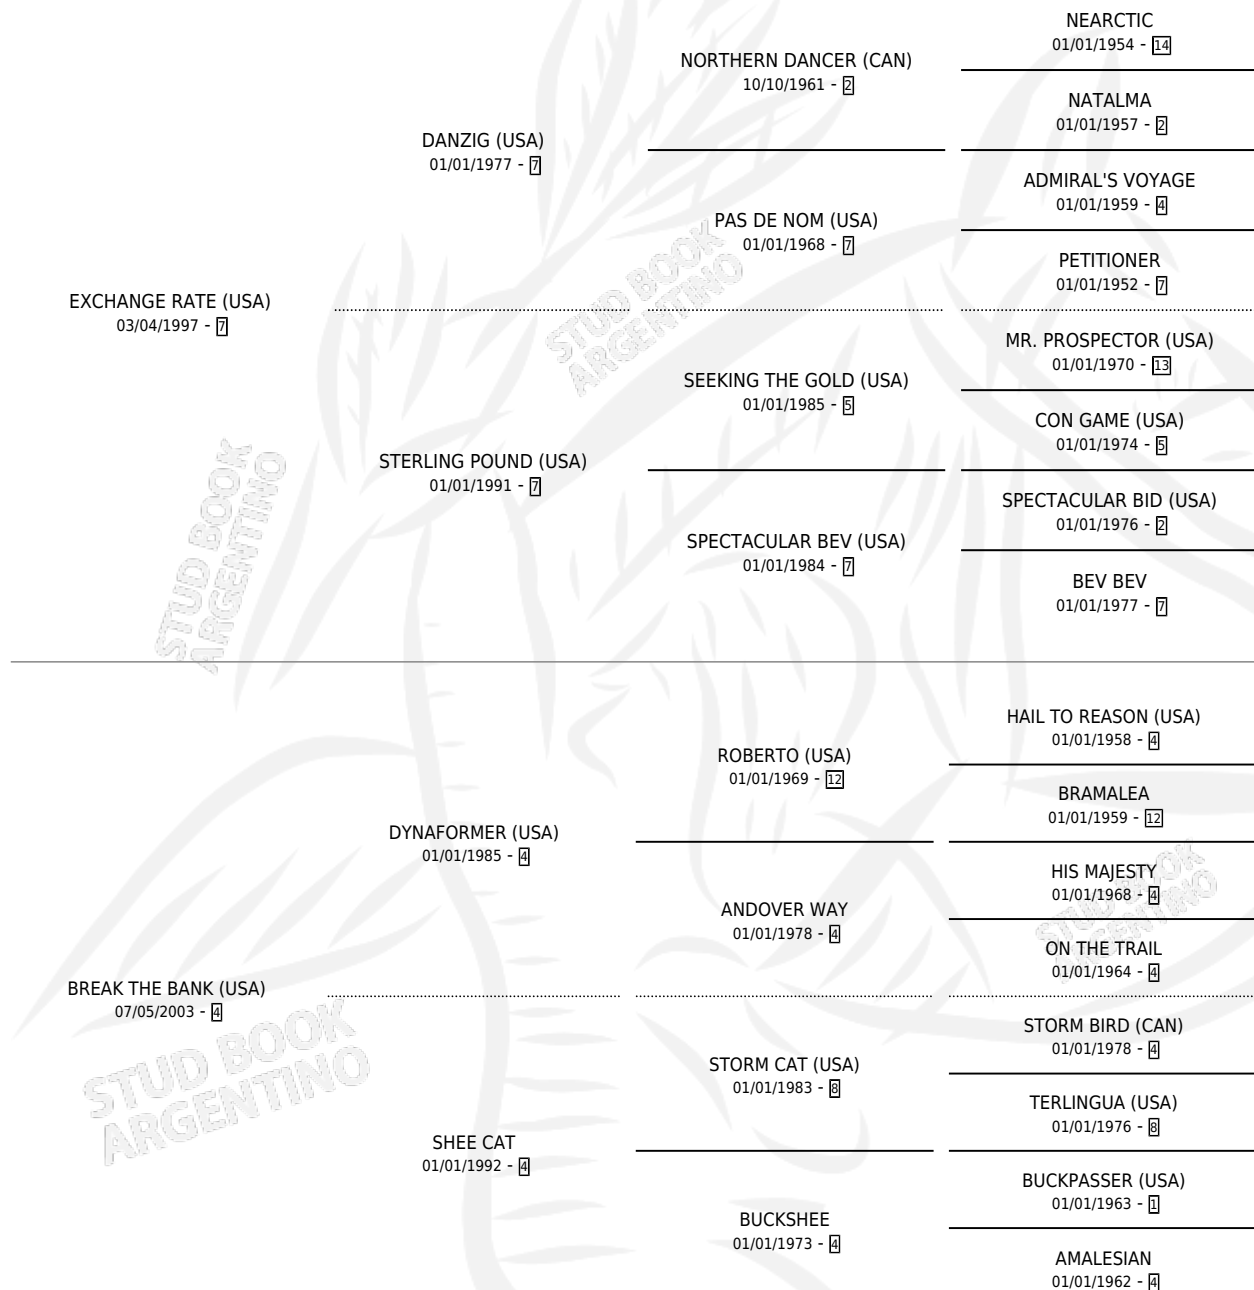 NEARCTIC
01/01/1954 - 14
NORTHERN DANCER (CAN)
10/10/1961 - 2
NATALMA
01/01/1957 - 2
DANZIG (USA)
01/01/1977 - 7
ADMIRAL'S VOYAGE
01/01/1959 - 4
PAS DE NOM (USA)
01/01/1968 - 7
PETITIONER
01/01/1952 - 7
EXCHANGE RATE (USA)
03/04/1997 - 7
MR. PROSPECTOR (USA)
01/01/1970 - 13
SEEKING THE GOLD (USA)
01/01/1985 - 5
CON GAME (USA)
01/01/1974 - 5
STERLING POUND (USA)
01/01/1991 - 7
SPECTACULAR BID (USA)
01/01/1976 - 2
SPECTACULAR BEV (USA)
01/01/1984 - 7
BEV BEV
01/01/1977 - 7
STUD BOOK
ARGENTINO
STUD BOOK
ARGENTINO
HAIL TO REASON (USA)
01/01/1958 - 4
ROBERTO (USA)
01/01/1969 - 12
BRAMALEA
01/01/1959 - 12
DYNAFORMER (USA)
01/01/1985 - 4
HIS MAJESTY
01/01/1968 - 4
ANDOVER WAY
01/01/1978 - 4
ON THE TRAIL
01/01/1964 - 4
BREAK THE BANK (USA)
07/05/2003 - 4
STORM BIRD (CAN)
01/01/1978 - 4
STORM CAT (USA)
01/01/1983 - 8
TERLINGUA (USA)
01/01/1976 - 8
SHEE CAT
01/01/1992 - 4
BUCKPASSER (USA)
01/01/1963 - 1
BUCKSHEE
01/01/1973 - 4
AMALESIAN
01/01/1962 - 4
STUD BOOK
ARGENTINO
STUD BOOK
ARGENTINO